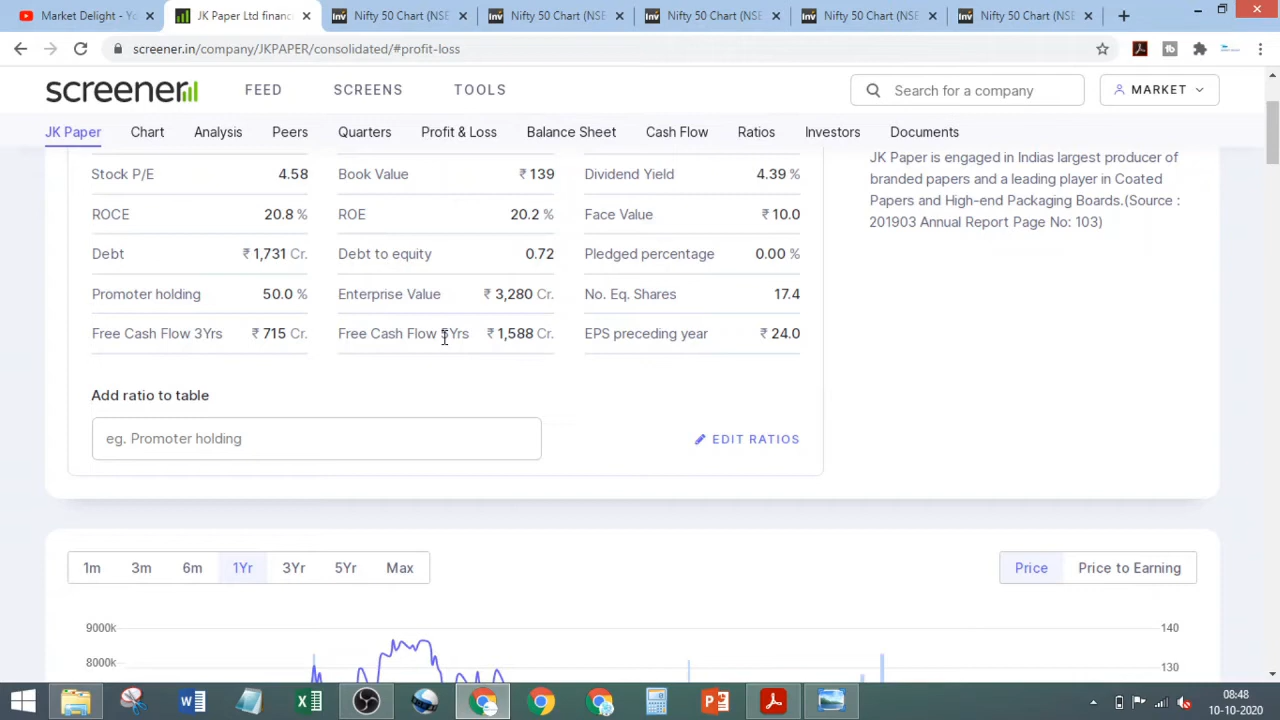 Market Delight - Yo
JK Paper Ltd financ
Nifty 50 Chart (NSE
Nifty 50 Chart (NSE
Nifty 50 Chart (NSE
Nifty 50 Chart (NSE
Nifty 50 Chart (NSE
screener.in/company/JKPAPER/consolidated/#profit-loss
screener
FEED
SCREENS
TOOLS
Search for a company
MARKET
JK Paper
Chart
Analysis
Peers
Quarters
Profit & Loss
Balance Sheet
Cash Flow
Ratios
Investors
Documents
Stock P/E 4.58
Book Value ₹ 139
Dividend Yield 4.39 %
ROCE 20.8 %
ROE 20.2 %
Face Value ₹ 10.0
Debt ₹ 1,731 Cr.
Debt to equity 0.72
Pledged percentage 0.00 %
Promoter holding 50.0 %
Enterprise Value ₹ 3,280 Cr.
No. Eq. Shares 17.4
Free Cash Flow 3Yrs ₹ 715 Cr.
Free Cash Flow 5Yrs ₹ 1,588 Cr.
EPS preceding year ₹ 24.0
JK Paper is engaged in Indias largest producer of
branded papers and a leading player in Coated
Papers and High-end Packaging Boards.(Source :
201903 Annual Report Page No: 103)
Add ratio to table
eg. Promoter holding
EDIT RATIOS
1m
3m
6m
1Yr
3Yr
5Yr
Max
Price
Price to Earning
9000k
140
8000k
130
08:48
10-10-2020